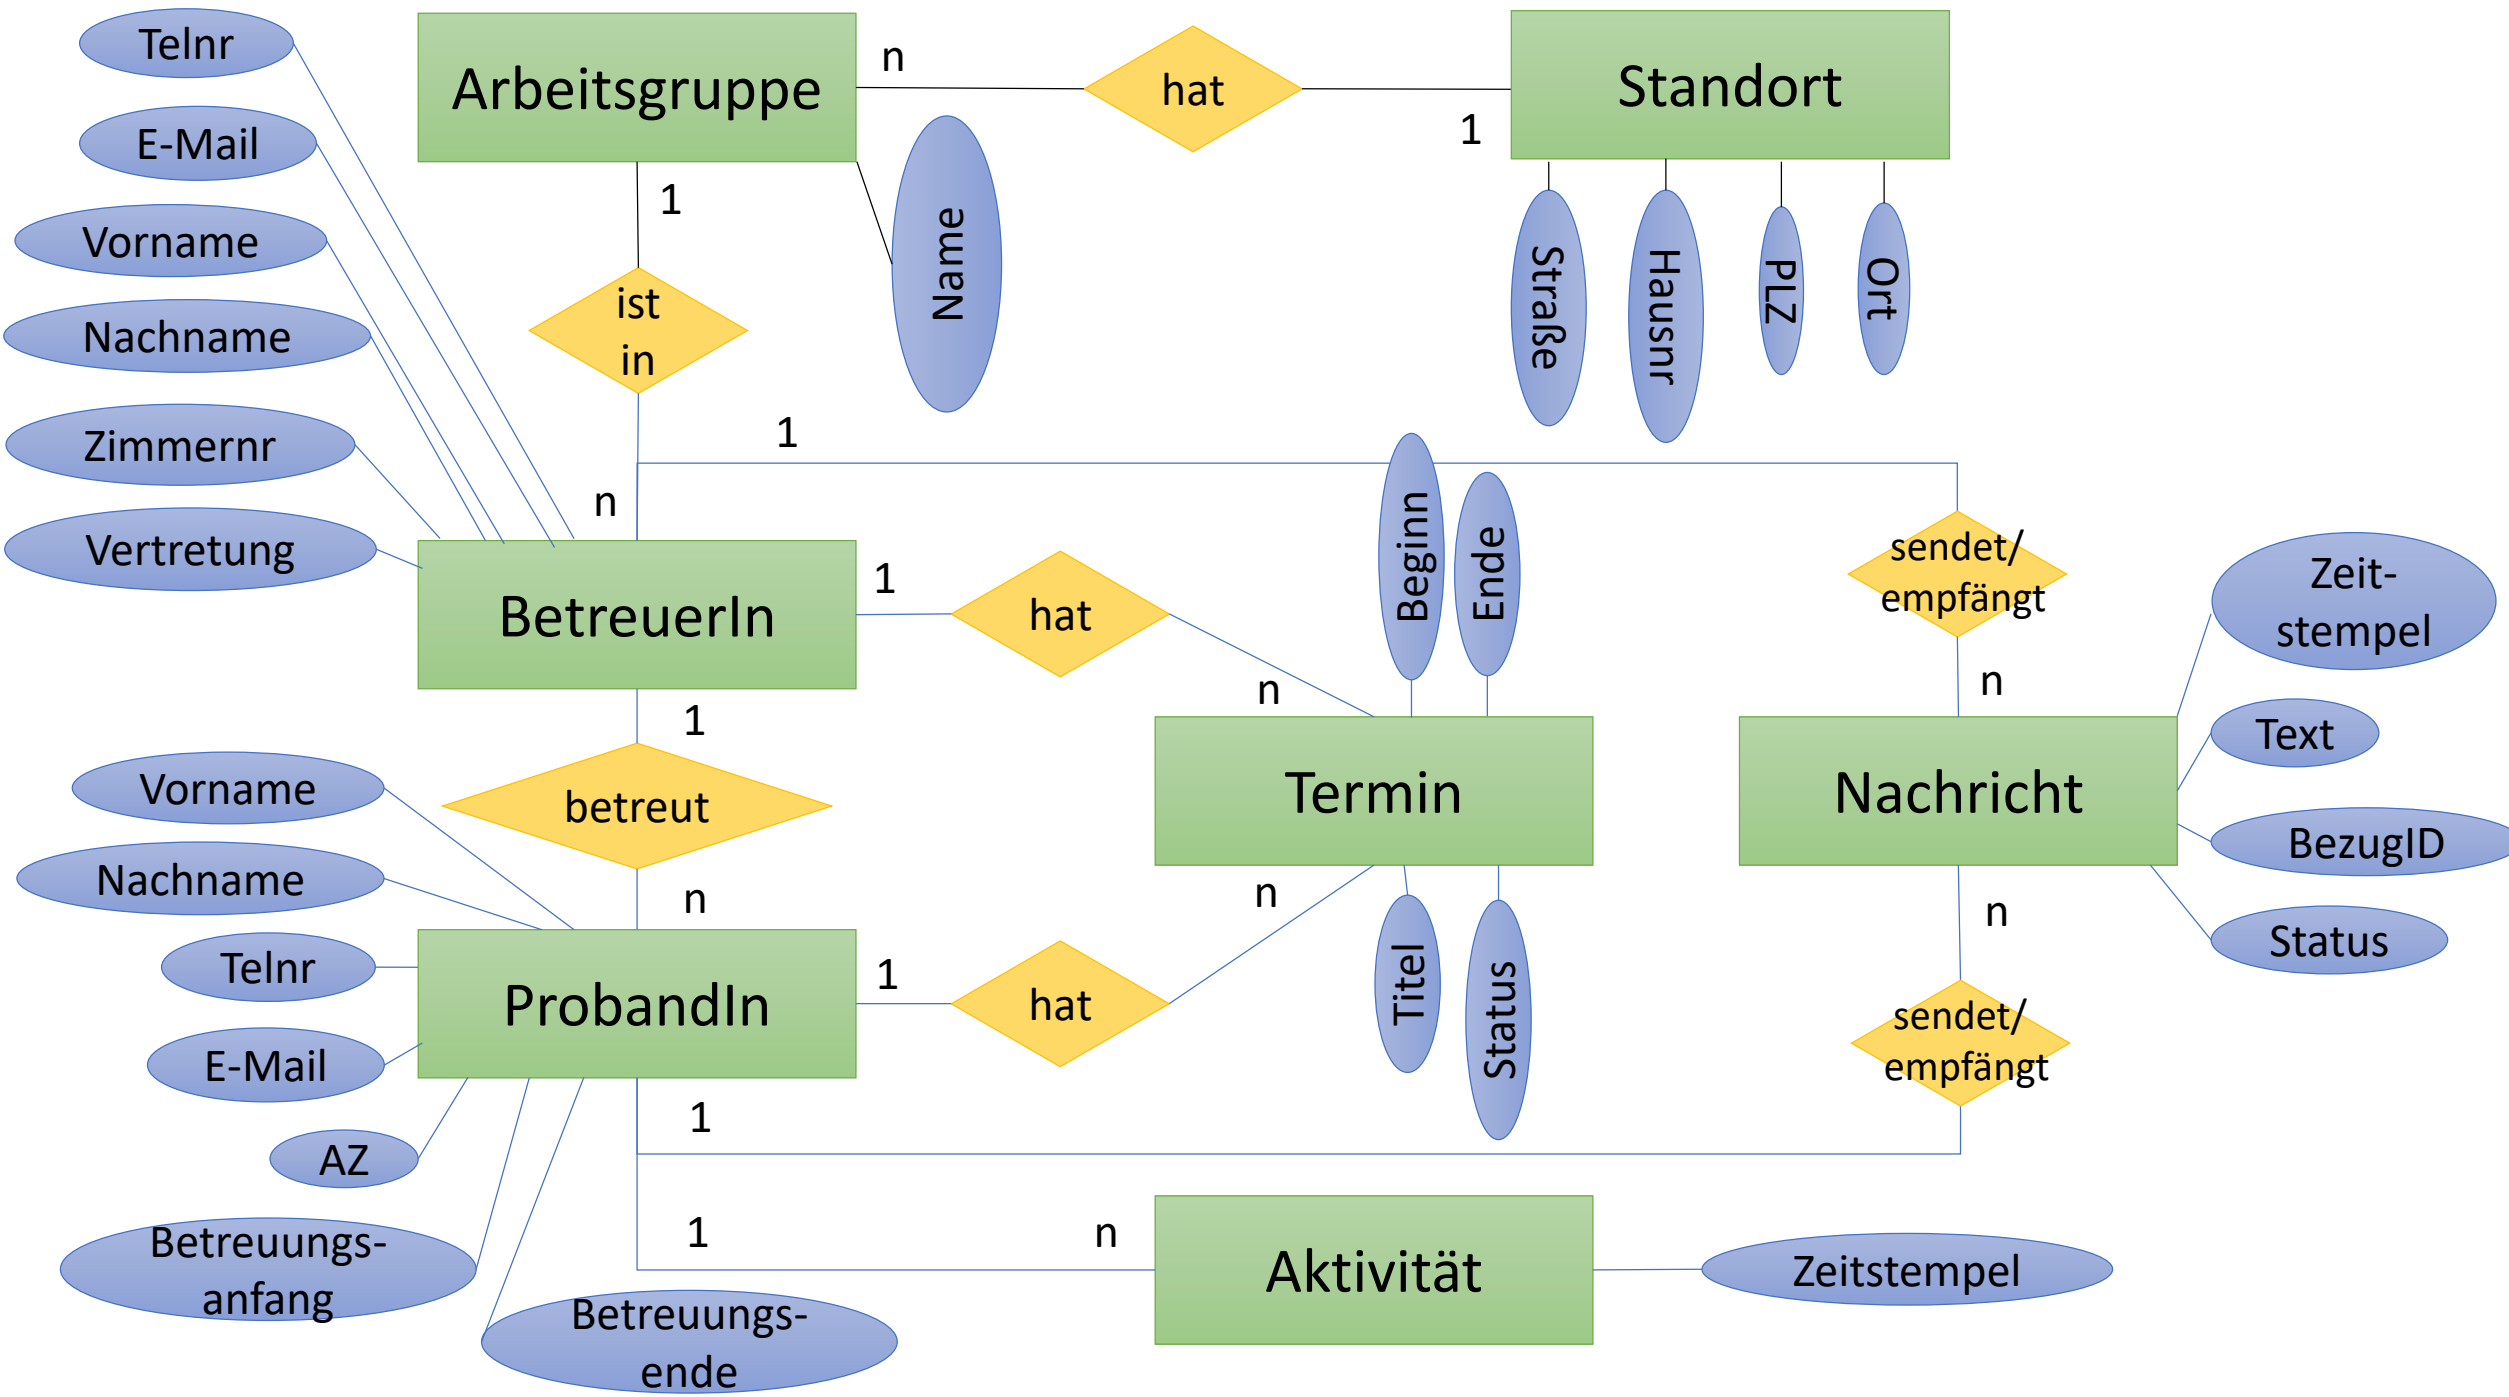 Telnr
Arbeitsgruppe
n
hat
Standort
1
E-Mail
1
Vorname
Name
Straße
Hausnr
PLZ
Ort
ist
in
Nachname
Zimmernr
1
n
Vertretung
Beginn
Ende
sendet/
empfängt
Zeit-
stempel
BetreuerIn
1
hat
n
n
1
Text
Vorname
betreut
Termin
Nachricht
BezugID
Nachname
n
n
n
Status
Telnr
ProbandIn
1
hat
Titel
Status
sendet/
empfängt
E-Mail
1
AZ
Betreuungs-
anfang
1
n
Aktivität
Zeitstempel
Betreuungs-
ende